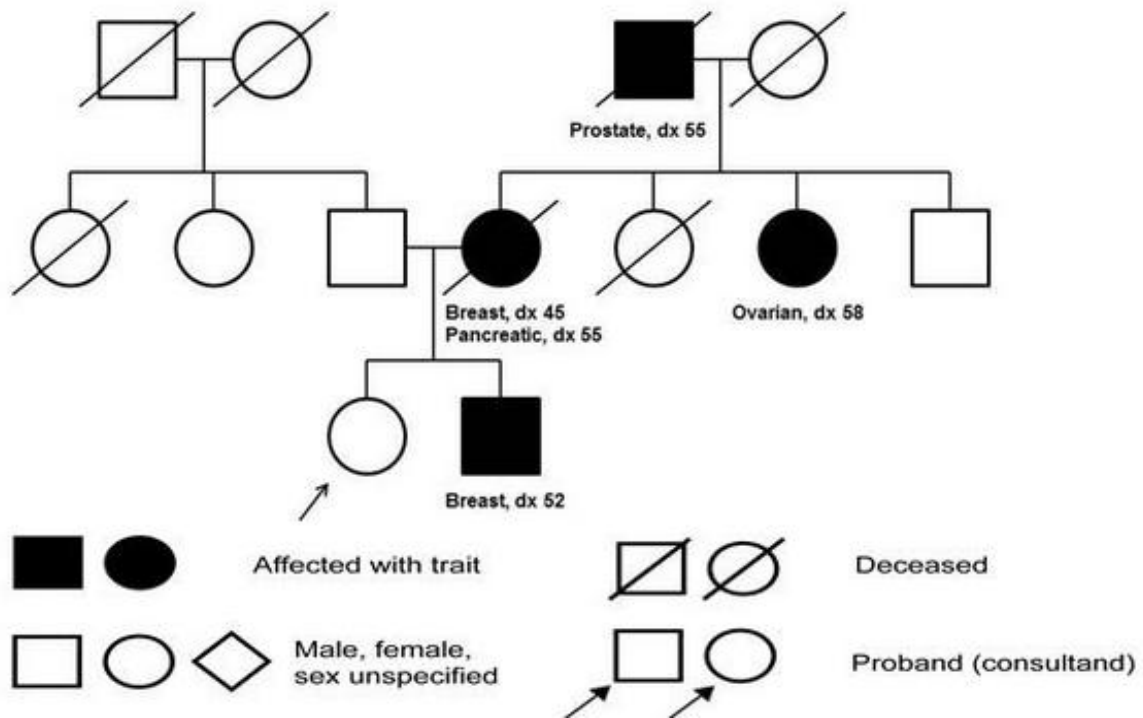 Prostate, dx 55
Breast, dx 45
Pancreatic, dx 55
Ovarian, dx 58
Breast, dx 52
Affected with trait
Deceased
Male, female,
sex unspecified
Proband (consultand)